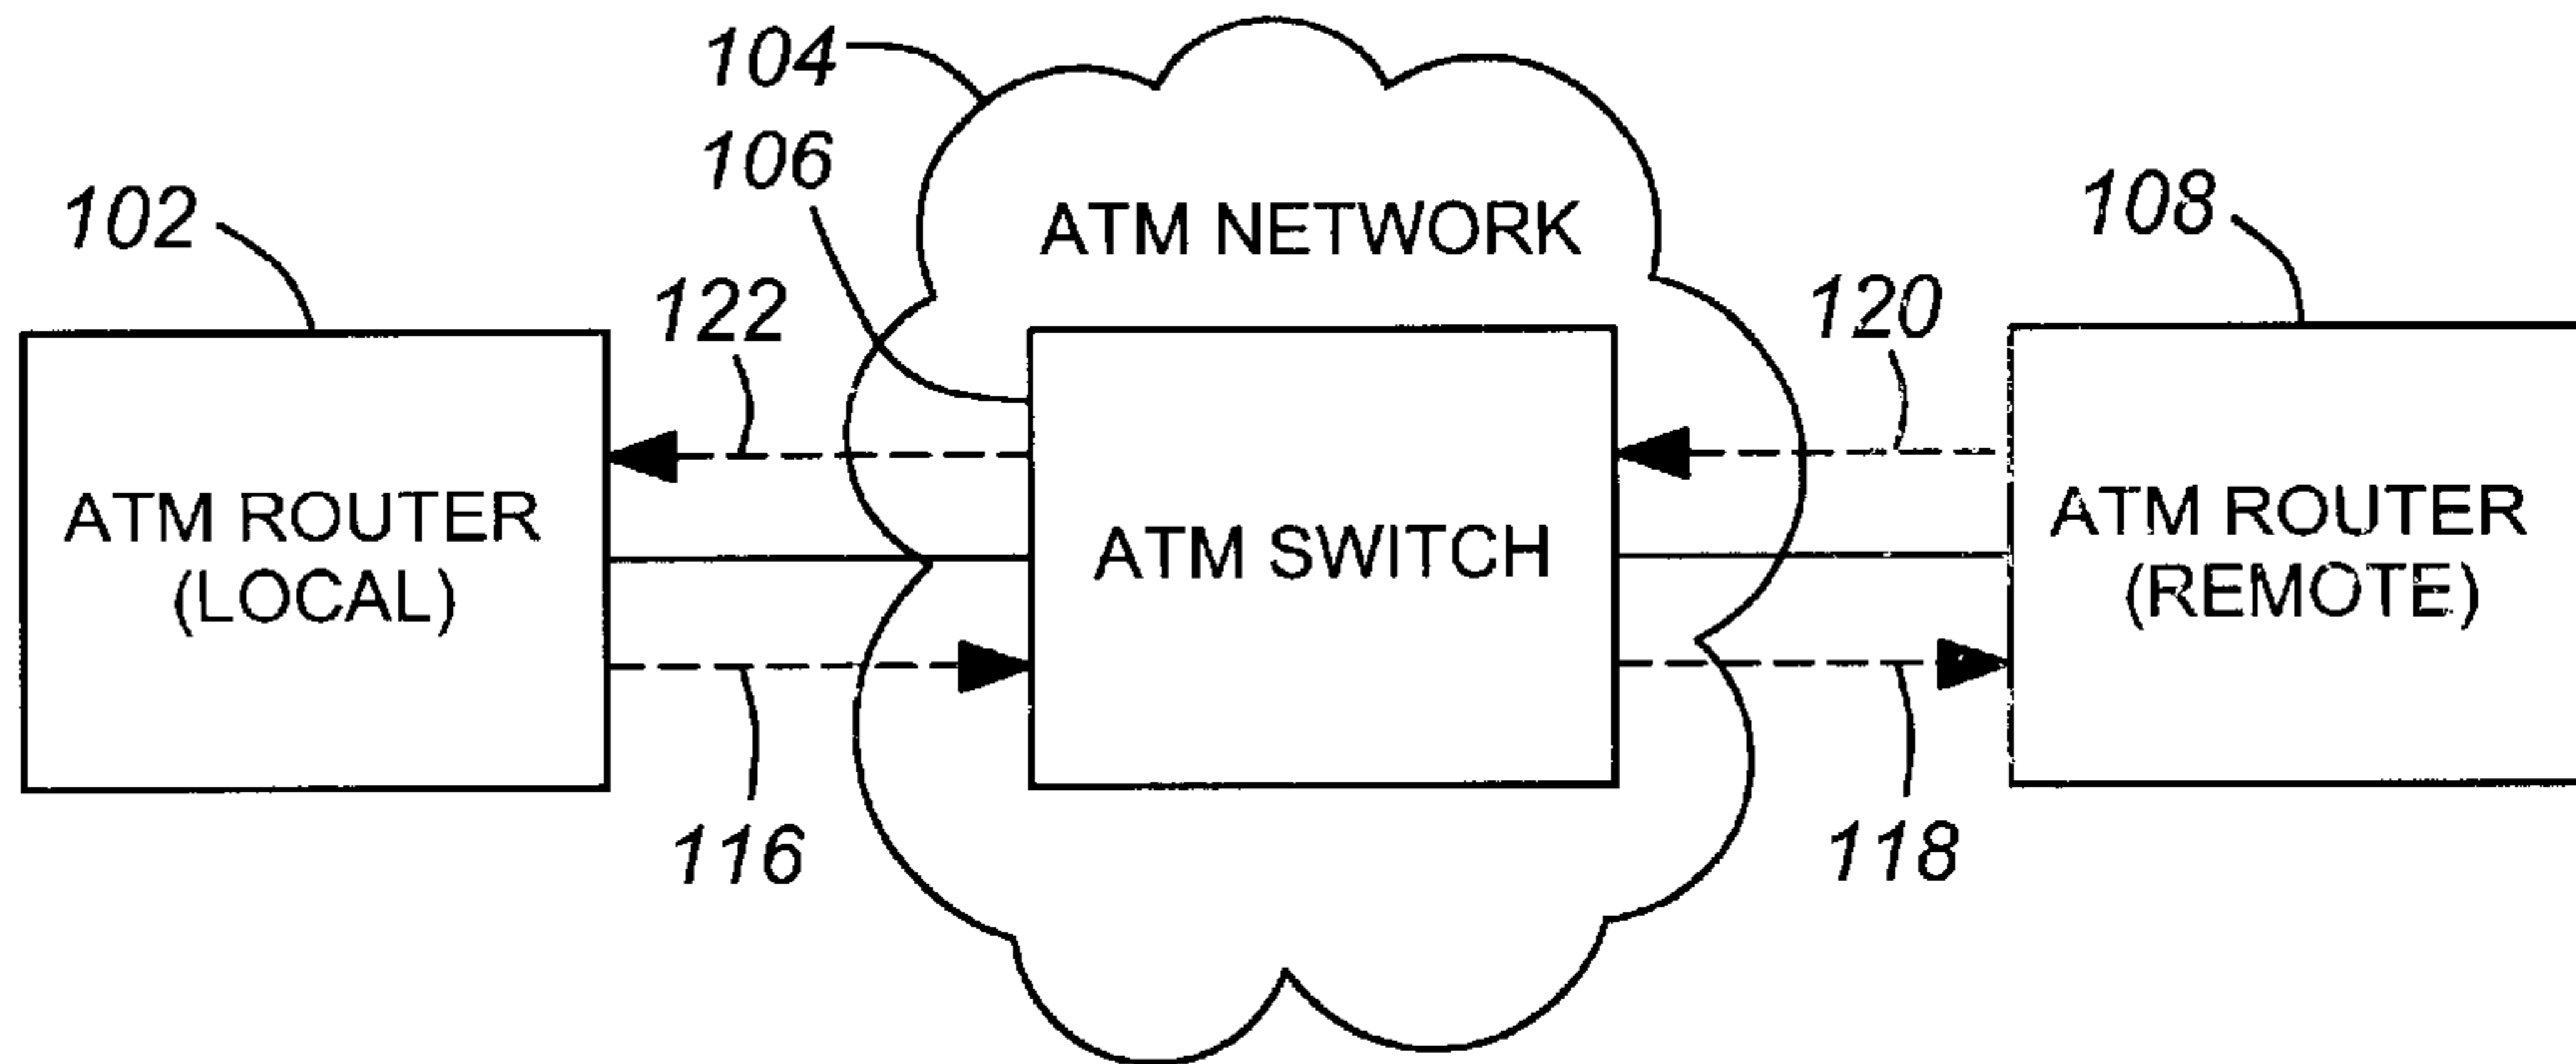 104
106
102
ATM NETWORK
108
122
120
ATM ROUTER
(LOCAL)
ATM SWITCH
ATM ROUTER
(REMOTE)
116
118